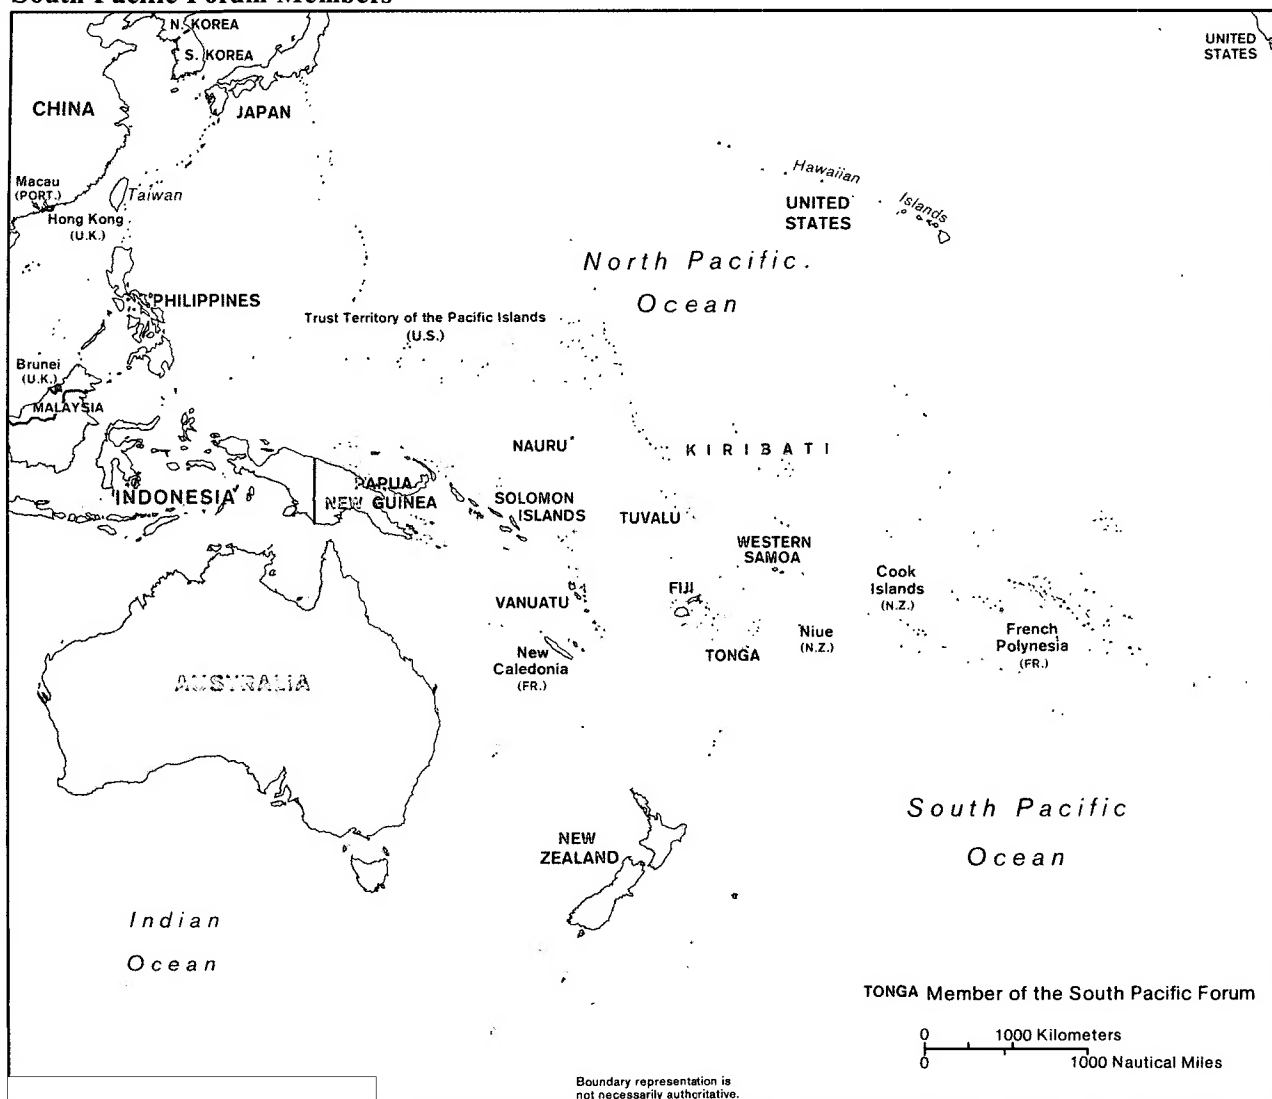 South Pacific Forum Members
N. KOREA
S. KOREA
UNITED
STATES
CHINA
JAPAN
Macau
(PORT.)
Taiwan
Hong Kong
(U.K.)
Hawaiian
Islands
UNITED
STATES
North Pacific
Ocean
PHILIPPINES
Trust Territory of the Pacific Islands
(U.S.)
Brunei
(U.K.)
MALAYSIA
NAURU
KIRIBATI
INDONESIA
PAPUA
NEW GUINEA
SOLOMON
ISLANDS
TUVALU
WESTERN
SAMOA
Cook
Islands
(N.Z.)
FIJI
VANUATU
New
Caledonia
(FR.)
TONGA
Niue
(N.Z.)
French
Polynesia
(FR.)
AUSTRALIA
South Pacific
Ocean
NEW
ZEALAND
Indian
Ocean
TONGA Member of the South Pacific Forum
0 1000 Kilometers
0 1000 Nautical Miles
Boundary representation is
not necessarily authoritative.